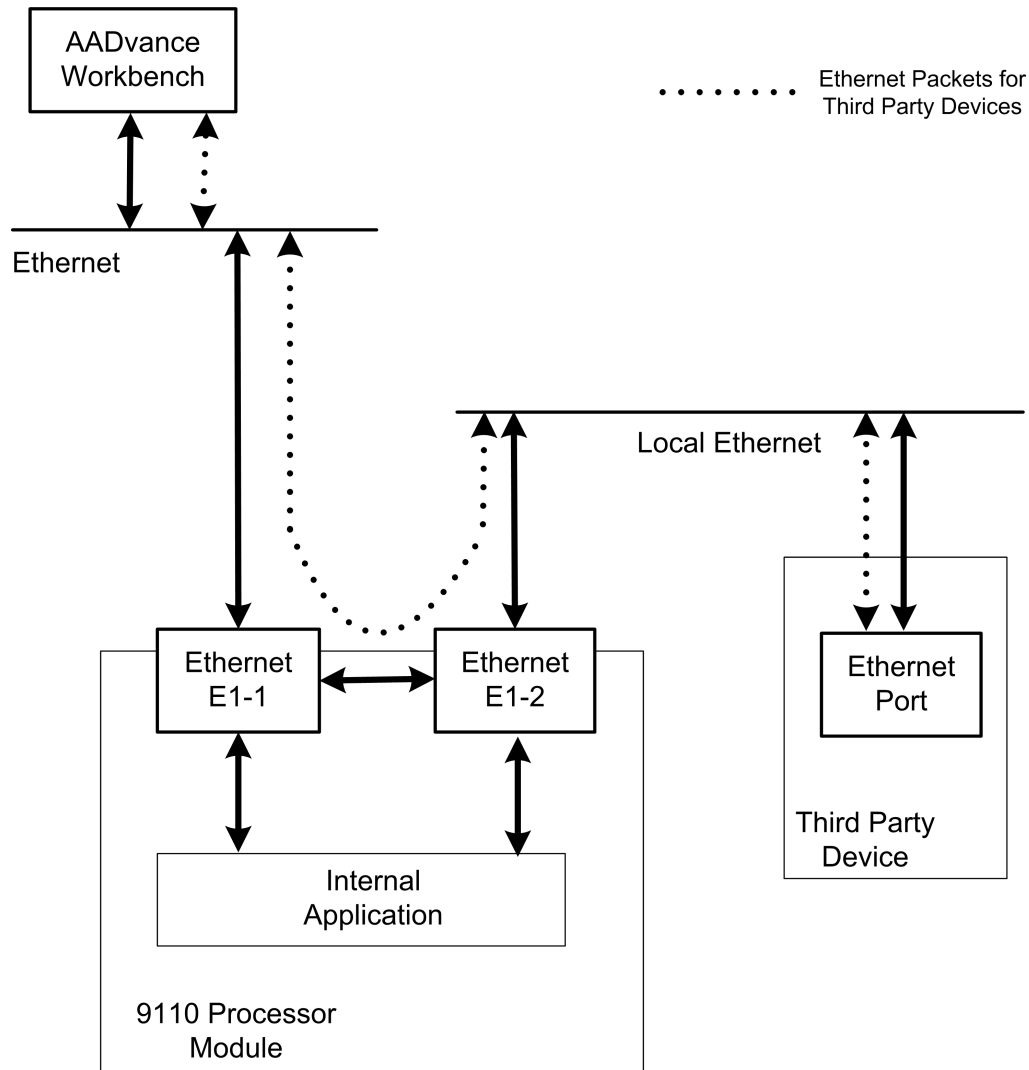 AADvance
Workbench
Ethernet Packets for
Third Party Devices
Ethernet
Local Ethernet
Ethernet
E1-1
Ethernet
E1-2
Ethernet
Port
Third Party
Device
Internal
Application
9110 Processor
Module